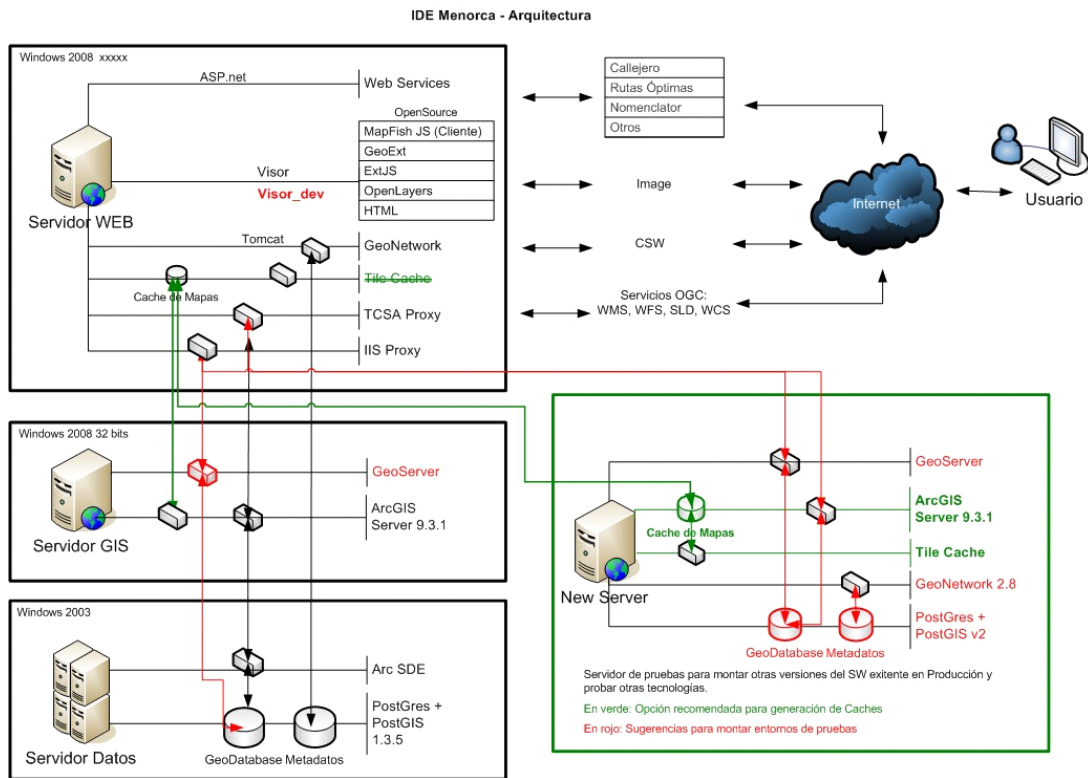 IDE Menorca - Arquitectura
Windows 2008 xxxxx
ASP.net
Web Services
OpenSource
MapFish JS (Cliente)
GeoExt
ExtJS
OpenLayers
HTML
Visor
Visor_dev
Servidor WEB
Tomcat
GeoNetwork
Tile Cache
Cache de Mapas
TCSA Proxy
IIS Proxy
Callejero
Rutas Óptimas
Nomenclator
Otros
Image
CSW
Servicios OGC:
WMS, WFS, SLD, WCS
Internet
Usuario
Windows 2008 32 bits
GeoServer
ArcGIS
Server 9.3.1
Servidor GIS
Windows 2003
Arc SDE
PostGres +
PostGIS
1.3.5
Servidor Datos
GeoDatabase Metadatos
GeoServer
ArcGIS
Server 9.3.1
Cache de Mapas
Tile Cache
New Server
GeoNetwork 2.8
PostGres +
PostGIS v2
GeoDatabase Metadatos
Servidor de pruebas para montar otras versiones del SW exitente en Producción y
probar otras tecnologías.
En verde: Opción recomendada para generación de Caches
En rojo: Sugerencias para montar entornos de pruebas